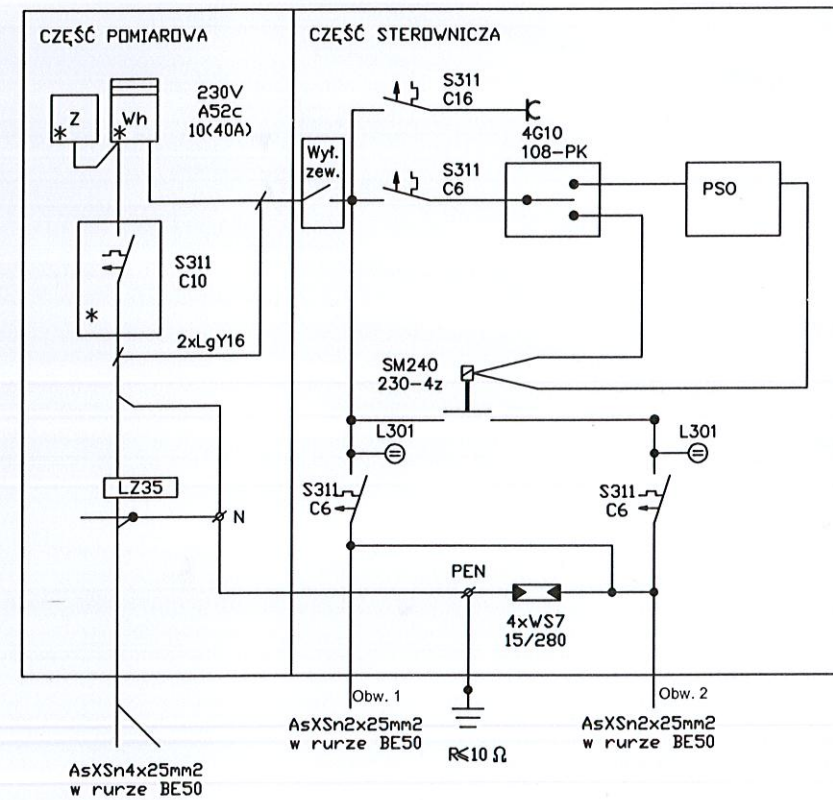 CZĘŚĆ POMIAROWA
CZĘŚĆ STEROWNICZA
Z
*
Wh
*
230V
A52c
10(40A)
Wył.
zew.
S311
C16
4G10
108-PK
S311
C6
PSO
S311
C10
*
2xLgY16
SM240
230-4z
L301
L301
LZ35
S311
C6
S311
C6
N
PEN
4xWS7
15/280
Obw. 1
Obw. 2
AsXSn2x25mm2
w rurze BE50
AsXSn2x25mm2
w rurze BE50
R≤10 Ω
AsXSn4x25mm2
w rurze BE50